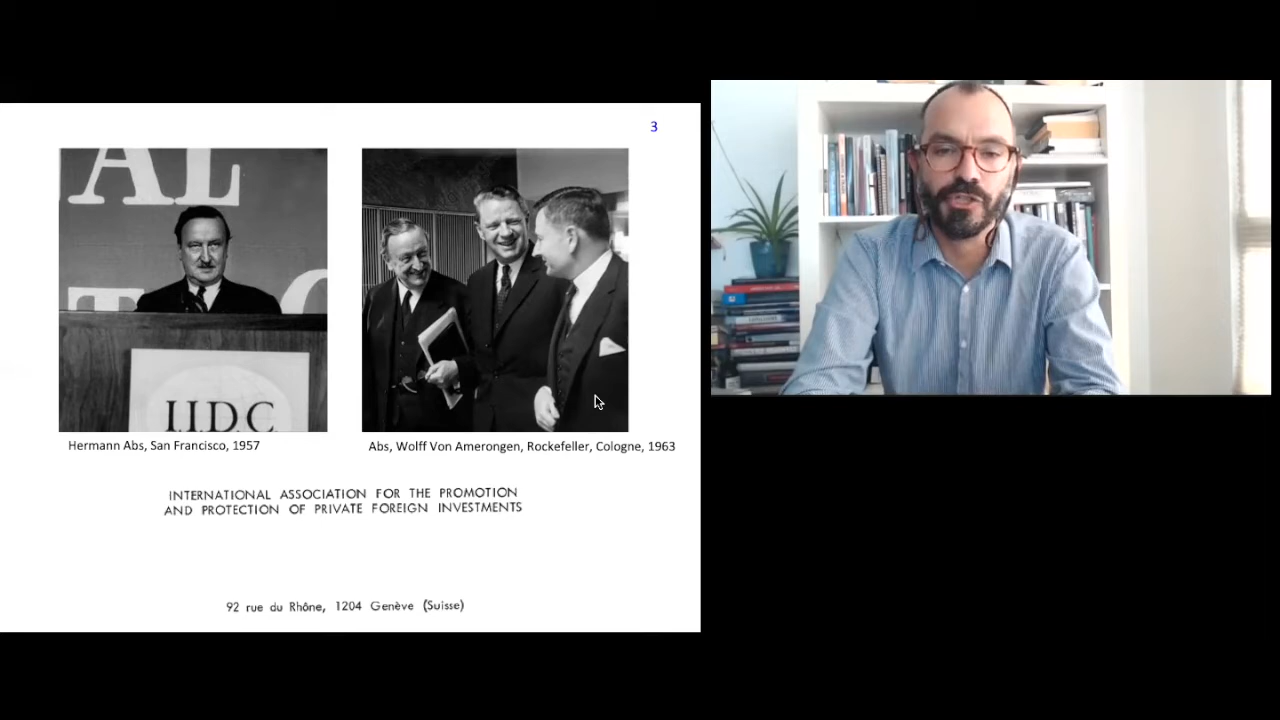 3
AL
T C
I.I.D.C
Hermann Abs, San Francisco, 1957
Abs, Wolff Von Amerongen, Rockefeller, Cologne, 1963
INTERNATIONAL ASSOCIATION FOR THE PROMOTION
AND PROTECTION OF PRIVATE FOREIGN INVESTMENTS
92 rue du Rhône, 1204 Genève (Suisse)